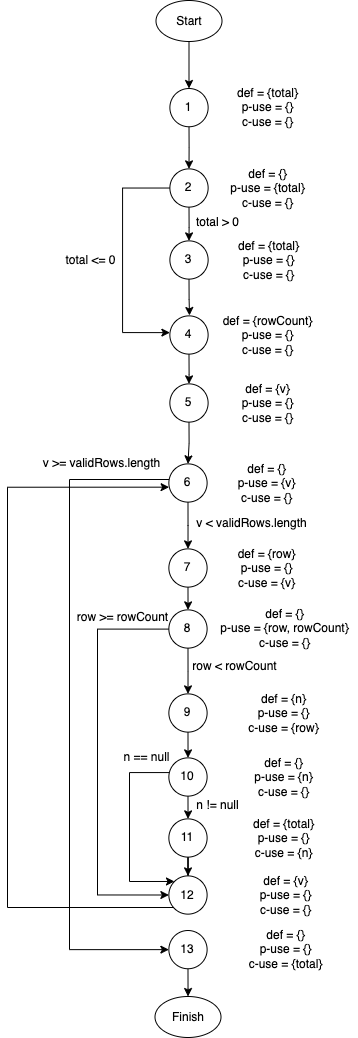 Start
1
def = {total}
p-use = {}
c-use = {}
2
def = {}
p-use = {total}
c-use = {}
total > 0
total <= 0
3
def = {total}
p-use = {}
c-use = {}
4
def = {rowCount}
p-use = {}
c-use = {}
5
def = {v}
p-use = {}
c-use = {}
v >= validRows.length
6
def = {}
p-use = {v}
c-use = {}
v < validRows.length
7
def = {row}
p-use = {}
c-use = {v}
row >= rowCount
8
def = {}
p-use = {row, rowCount}
c-use = {}
row < rowCount
9
def = {n}
p-use = {}
c-use = {row}
n == null
10
def = {}
p-use = {n}
c-use = {}
n != null
11
def = {total}
p-use = {}
c-use = {n}
12
def = {v}
p-use = {}
c-use = {}
13
def = {}
p-use = {}
c-use = {total}
Finish